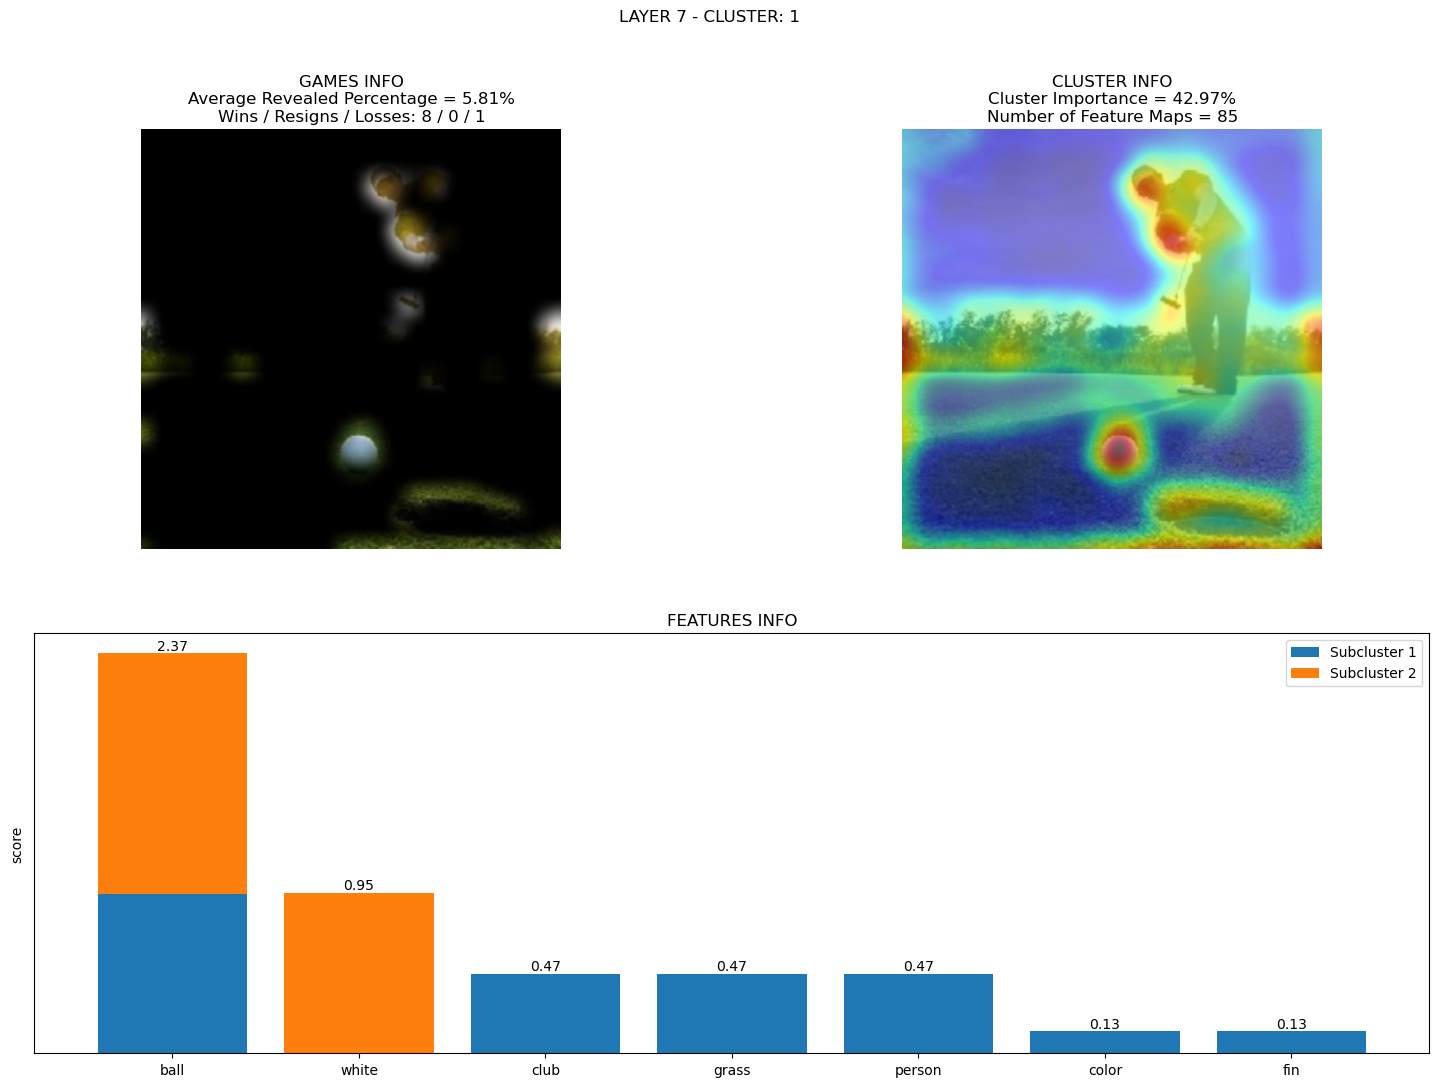 LAYER 7 - CLUSTER: 1
GAMES INFO
Average Revealed Percentage = 5.81%
Wins / Resigns / Losses: 8 / 0 / 1
CLUSTER INFO
Cluster Importance = 42.97%
Number of Feature Maps = 85
FEATURES INFO
score
2.37
0.95
0.47
0.47
0.47
0.13
0.13
Subcluster 1
Subcluster 2
ball
white
club
grass
person
color
fin